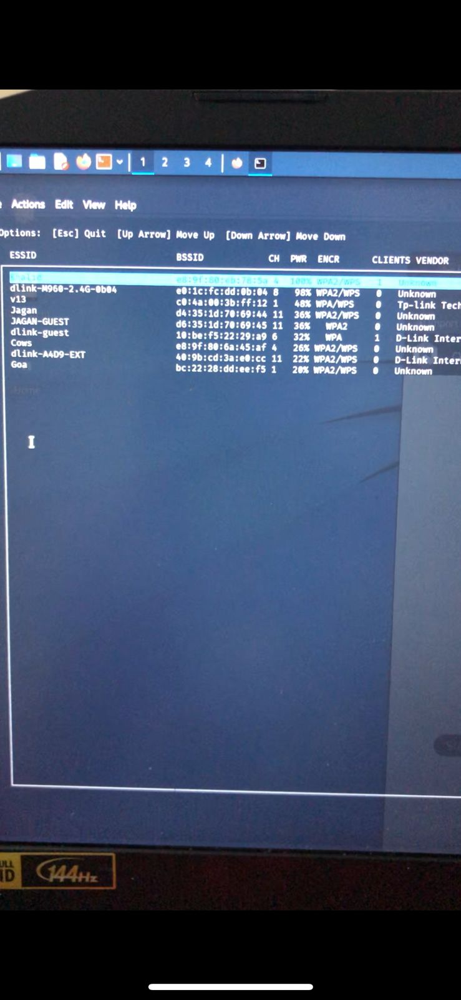 1 2 3 4
Actions Edit View Help
Options: [Esc] Quit [Up Arrow] Move Up [Down Arrow] Move Down
ESSID BSSID CH PWR ENCR CLIENTS VENDOR
e8:9f:80:eb:78:5a 4 100% WPA2/WPS 1 Unknown
dlink-M960-2.4G-0b04 e0:1c:fc:dd:0b:04 8 98% WPA2/WPS 0 Unknown
v13 c0:4a:00:3b:ff:12 1 48% WPA/WPS 0 Tp-link Tech
Jagan d4:35:1d:70:69:44 11 36% WPA2/WPS 0 Unknown
JAGAN-GUEST d6:35:1d:70:69:45 11 36% WPA2 0 Unknown
dlink-guest 10:be:f5:22:29:a9 6 32% WPA 1 D-Link Inter
Cows e8:9f:80:6a:45:af 4 26% WPA2/WPS 0 Unknown
dlink-A4D9-EXT 40:9b:cd:3a:e0:cc 11 22% WPA2/WPS 0 D-Link Inter
Goa bc:22:28:dd:ee:f5 1 20% WPA2/WPS 0 Unknown
Home
144Hz